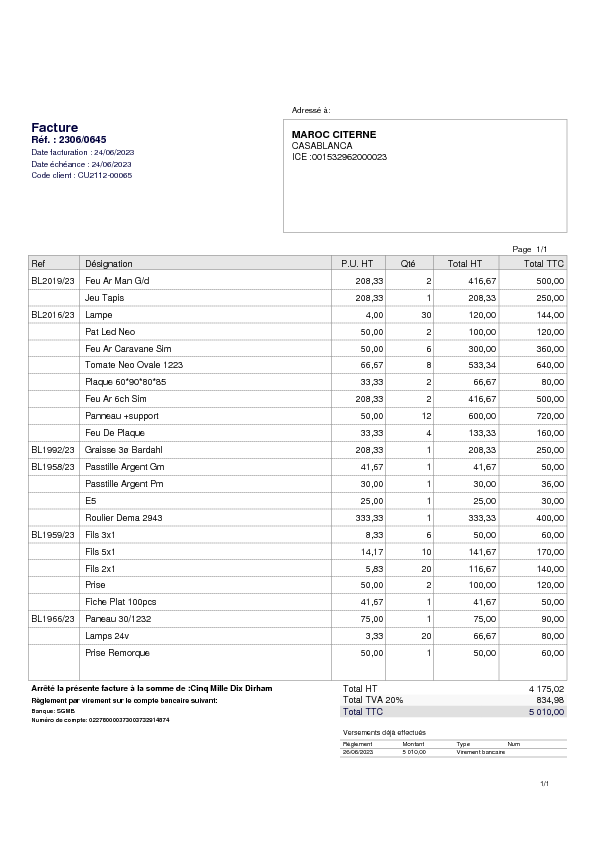 Adressé à:
Facture
Réf. : 2306/0645
Date facturation : 24/06/2023
Date échéance : 24/06/2023
Code client : CU2112-00065
MAROC CITERNE
CASABLANCA
ICE :001532962000023
Page 1/1
Ref Désignation P.U. HT Qté Total HT Total TTC
BL2019/23 Feu Ar Man G/d 208,33 2 416,67 500,00
Jeu Tapis 208,33 1 208,33 250,00
BL2016/23 Lampe 4,00 30 120,00 144,00
Pat Led Neo 50,00 2 100,00 120,00
Feu Ar Caravane Sim 50,00 6 300,00 360,00
Tomate Neo Ovale 1223 66,67 8 533,34 640,00
Plaque 60*90*80*85 33,33 2 66,67 80,00
Feu Ar 6ch Sim 208,33 2 416,67 500,00
Panneau +support 50,00 12 600,00 720,00
Feu De Plaque 33,33 4 133,33 160,00
BL1992/23 Graisse 3ø Bardahl 208,33 1 208,33 250,00
BL1958/23 Passtille Argent Gm 41,67 1 41,67 50,00
Passtille Argent Pm 30,00 1 30,00 36,00
E5 25,00 1 25,00 30,00
Roulier Dema 2943 333,33 1 333,33 400,00
BL1959/23 Fils 3x1 8,33 6 50,00 60,00
Fils 5x1 14,17 10 141,67 170,00
Fils 2x1 5,83 20 116,67 140,00
Prise 50,00 2 100,00 120,00
Fiche Plat 100pcs 41,67 1 41,67 50,00
BL1966/23 Paneau 30/1232 75,00 1 75,00 90,00
Lamps 24v 3,33 20 66,67 80,00
Prise Remorque 50,00 1 50,00 60,00
Arrêté la présente facture à la somme de :Cinq Mille Dix Dirham
Règlement par virement sur le compte bancaire suivant:
Banque: SGMB
Numéro de compte:
Total HT 4 175,02
Total TVA 20% 834,98
Total TTC 5 010,00
Versements déjà effectués
Règlement Montant Type Num
26/06/2023 5 010,00 Virement bancaire
1/1